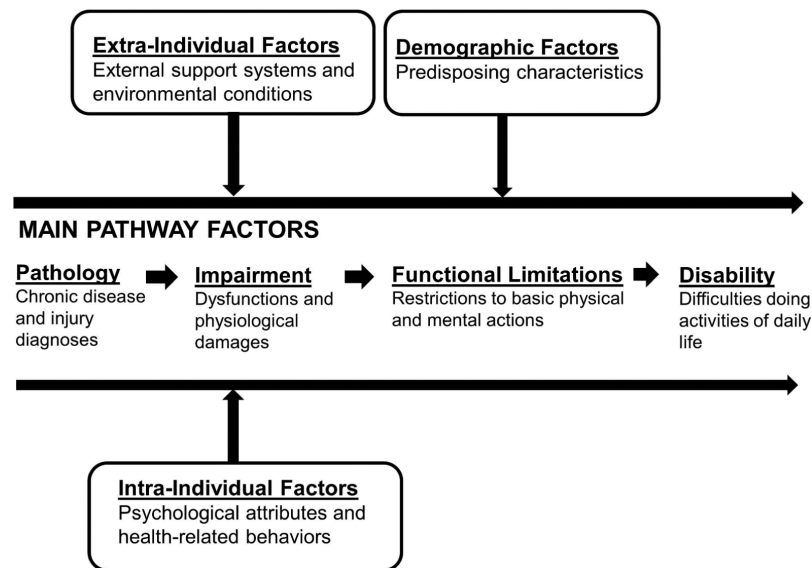 Extra-Individual Factors
External support systems and
environmental conditions
Demographic Factors
Predisposing characteristics
MAIN PATHWAY FACTORS
Pathology
Chronic disease
and injury
diagnoses
Impairment
Dysfunctions and
physiological
damages
Functional Limitations
Restrictions to basic physical
and mental actions
Disability
Difficulties doing
activities of daily
life
Intra-Individual Factors
Psychological attributes and
health-related behaviors